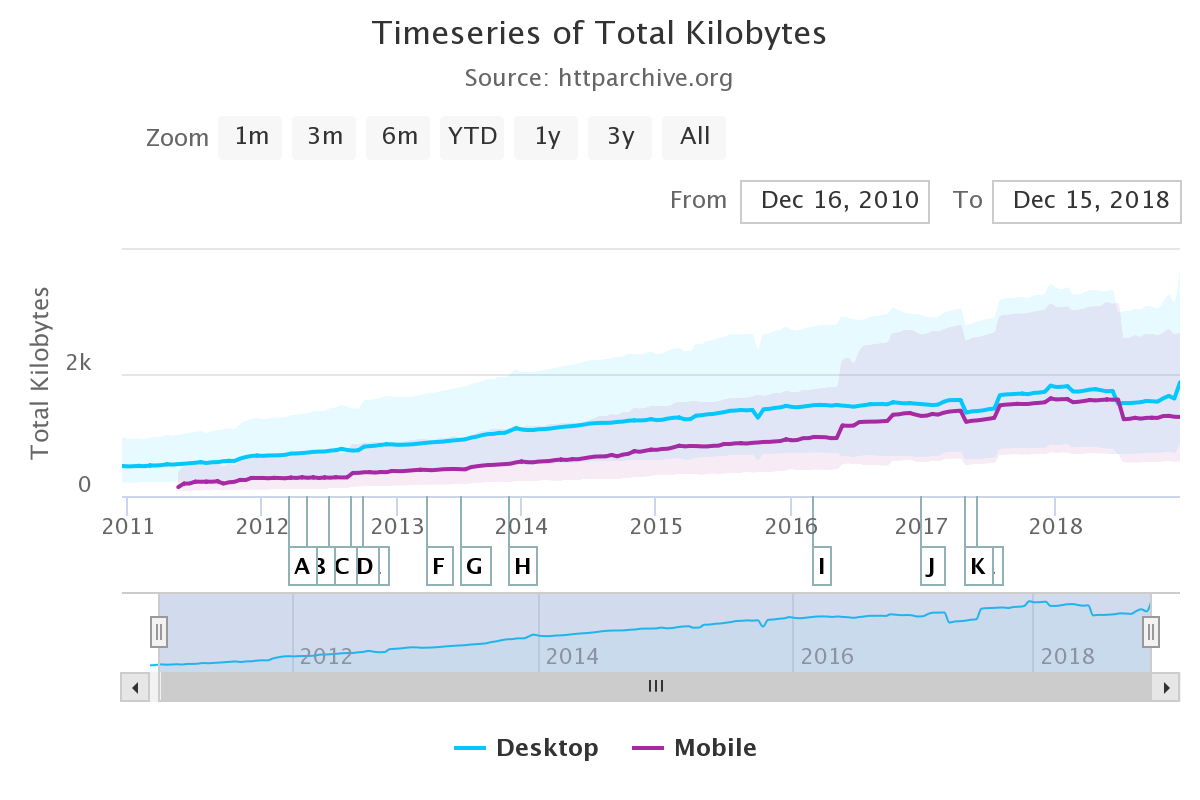 Timeseries of Total Kilobytes
Source: httparchive.org
Zoom 1m 3m 6m YTD 1y 3y All
From Dec 16, 2010 To Dec 15, 2018
Total Kilobytes
2k
0
2011 2012 2013 2014 2015 2016 2017 2018
A B C D F G H I J K
2012 2014 2016 2018
Desktop Mobile